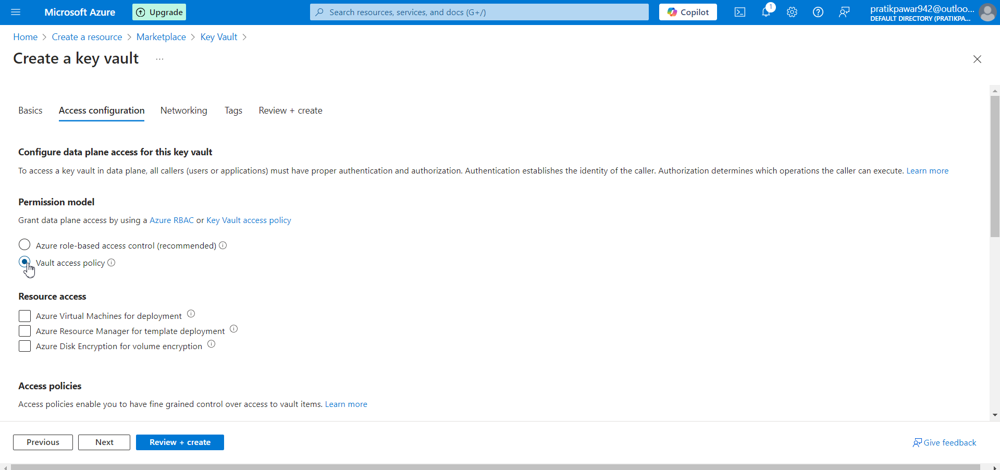 Microsoft Azure
Upgrade
Search resources, services, and docs (G+/)
Copilot
1
pratikpawar942@outloo...
DEFAULT DIRECTORY (PRATIKPA...
Home > Create a resource > Marketplace > Key Vault >
Create a key vault ...
Basics
Access configuration
Networking
Tags
Review + create
Configure data plane access for this key vault
To access a key vault in data plane, all callers (users or applications) must have proper authentication and authorization. Authentication establishes the identity of the caller. Authorization determines which operations the caller can execute. Learn more
Permission model
Grant data plane access by using a Azure RBAC or Key Vault access policy
Azure role-based access control (recommended)
Vault access policy
Resource access
Azure Virtual Machines for deployment
Azure Resource Manager for template deployment
Azure Disk Encryption for volume encryption
Access policies
Access policies enable you to have fine grained control over access to vault items. Learn more
Previous
Next
Review + create
Give feedback